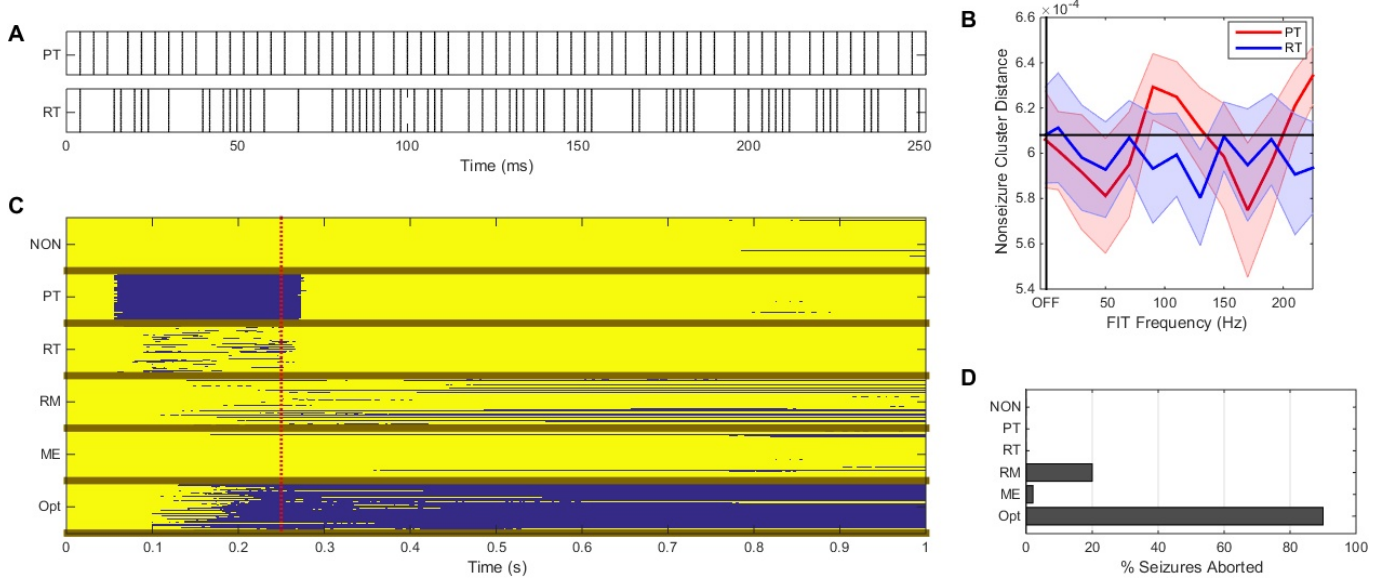 A
PT
RT
0 50 100 150 200 250
Time (ms)
B
×10⁻⁴
6.6
6.4
6.2
6
5.8
5.6
5.4
Nonseizure Cluster Distance
PT
RT
OFF 50 100 150 200
FIT Frequency (Hz)
C
NON
PT
RT
RM
ME
Opt
0 0.1 0.2 0.3 0.4 0.5 0.6 0.7 0.8 0.9 1
Time (s)
D
NON
PT
RT
RM
ME
Opt
0 20 40 60 80 100
% Seizures Aborted